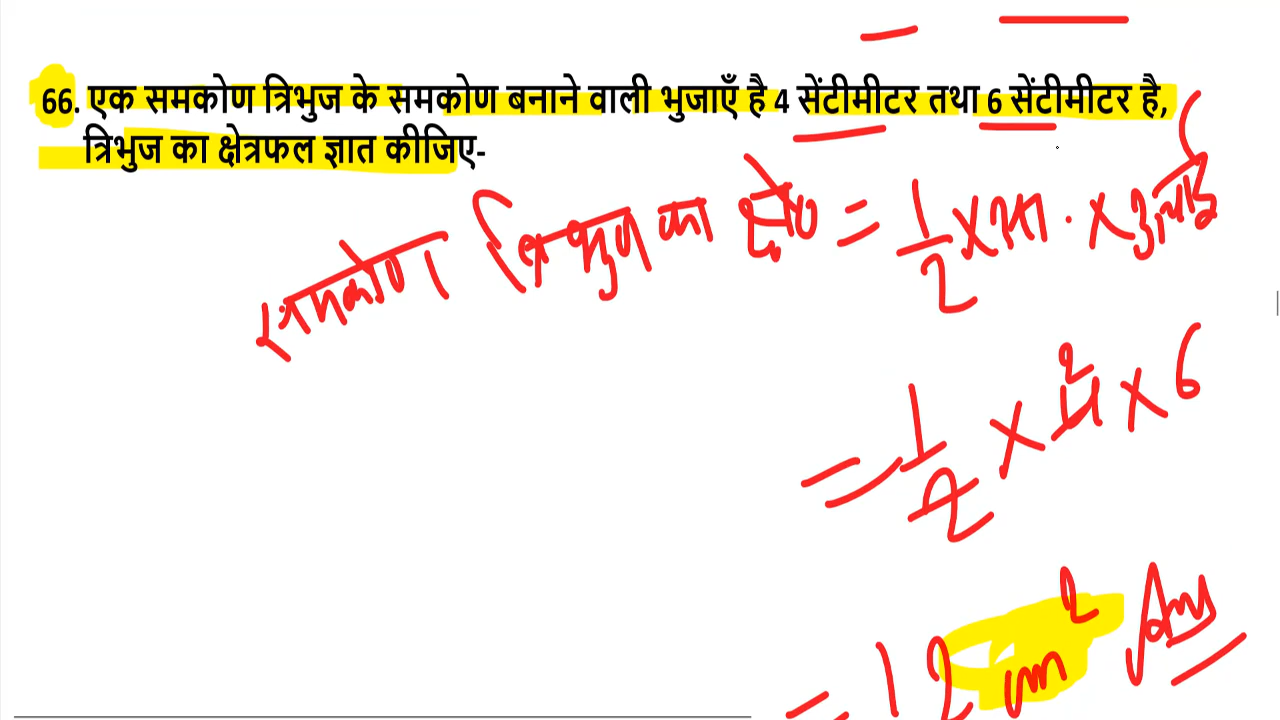 66. एक समकोण त्रिभुज के समकोण बनाने वाली भुजाएँ है 4 सेंटीमीटर तथा 6 सेंटीमीटर है,
त्रिभुज का क्षेत्रफल ज्ञात कीजिए-
समकोण त्रिभुज का क्षे० = 1/2 × आ. × ऊंचाई
= 1/2 × 4 2 × 6
= 12 cm² Ans